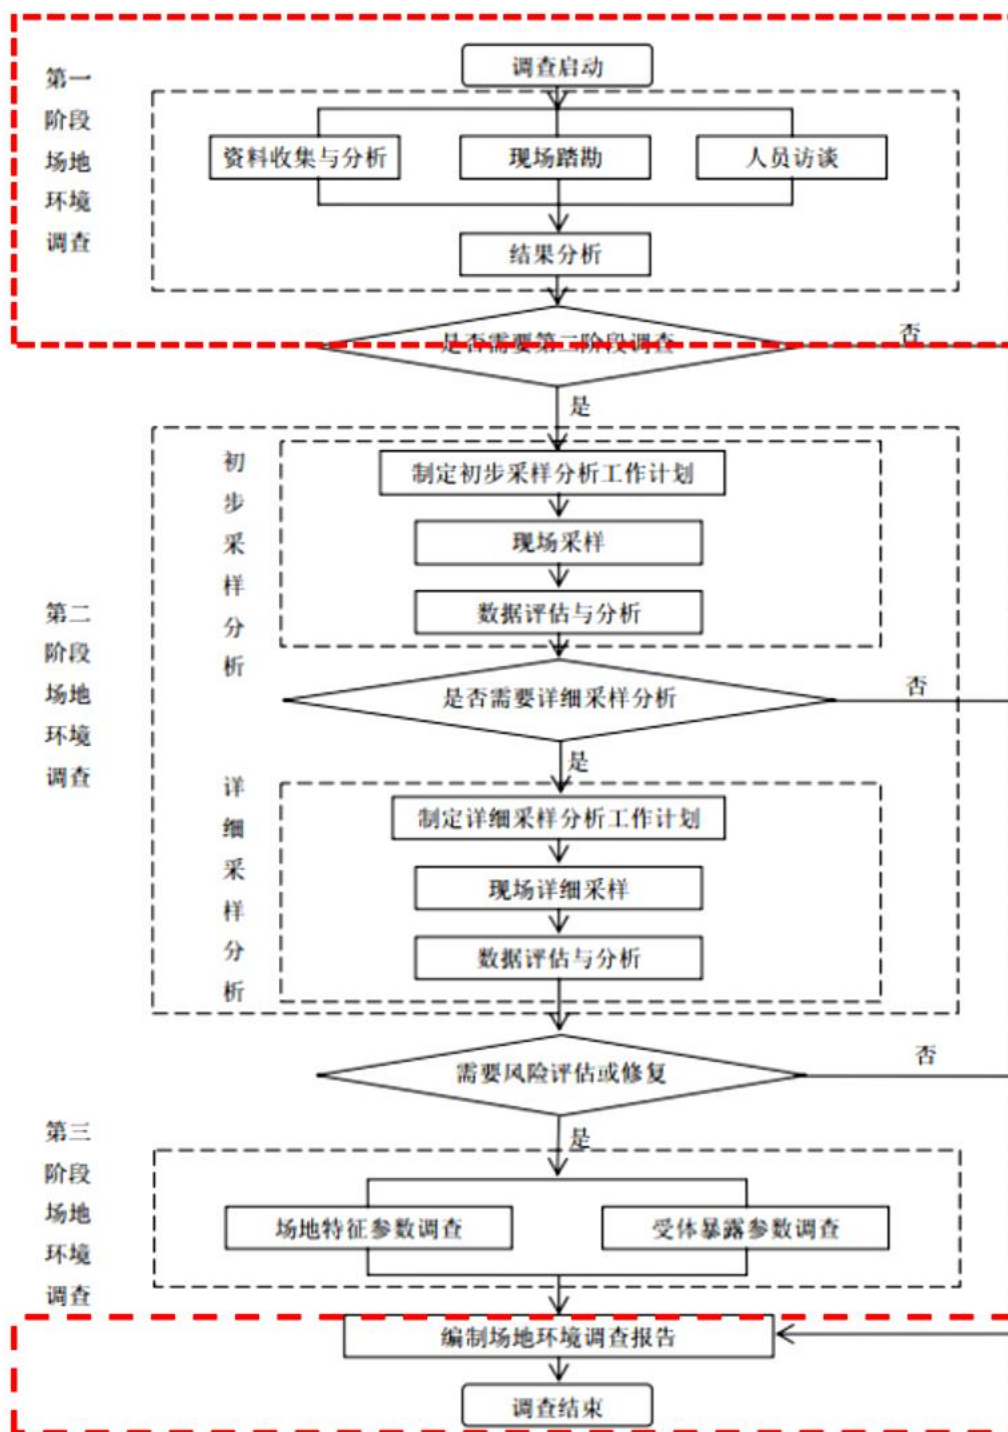 调查启动
第一
阶段
场地
环境
调查
资料收集与分析
现场踏勘
人员访谈
结果分析
是否需要第二阶段调查
否
是
第二
阶段
场地
环境
调查
初
步
采
样
分
析
制定初步采样分析工作计划
现场采样
数据评估与分析
是否需要详细采样分析
否
是
详
细
采
样
分
析
制定详细采样分析工作计划
现场详细采样
数据评估与分析
需要风险评估或修复
否
是
第三
阶段
场地
环境
调查
场地特征参数调查
受体暴露参数调查
编制场地环境调查报告
调查结束